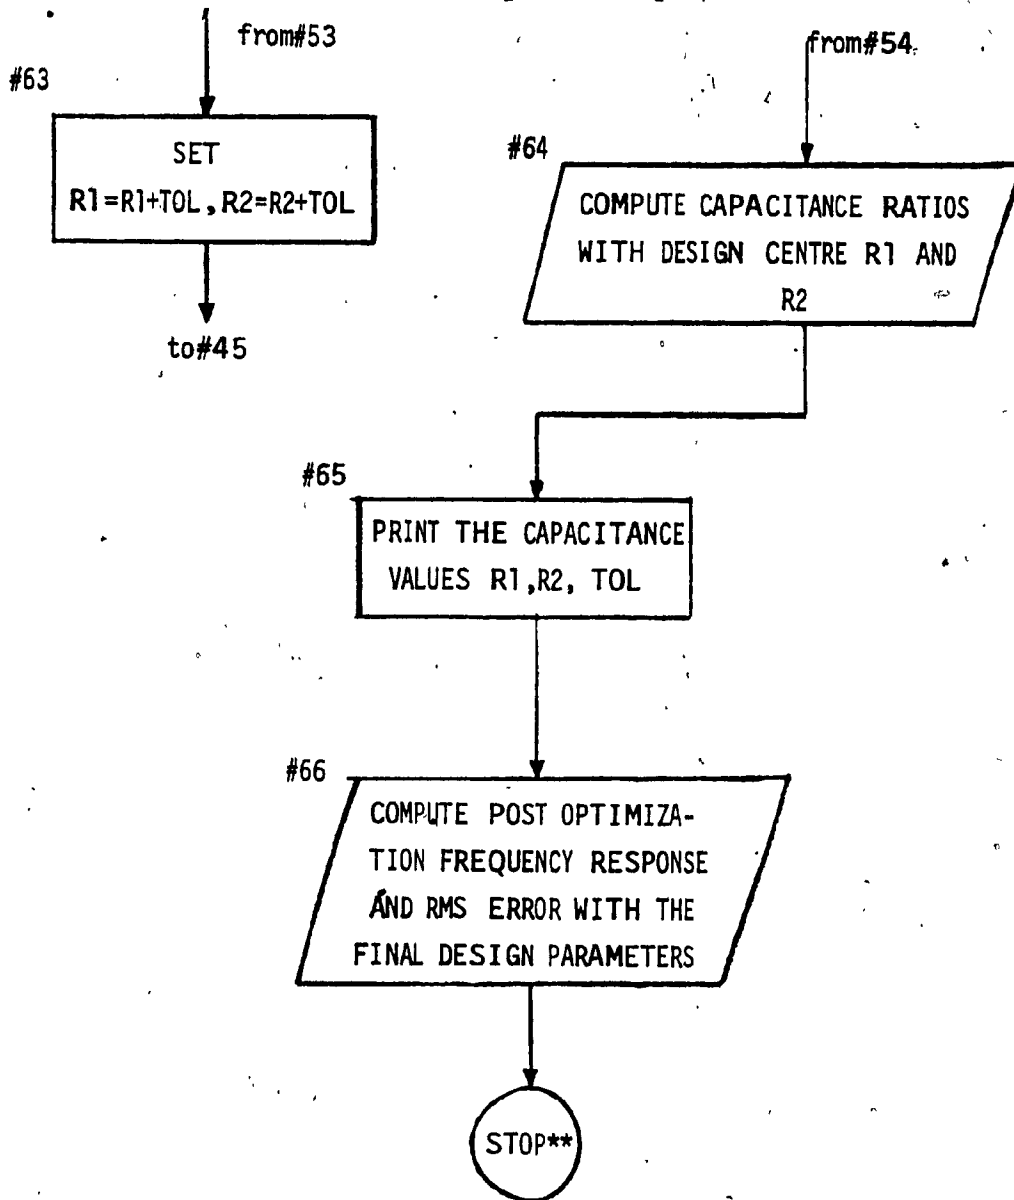 from#53
#63
SET
R1=R1+TOL,R2=R2+TOL
to#45
from#54
#64
COMPUTE CAPACITANCE RATIOS
WITH DESIGN CENTRE R1 AND
R2
#65
PRINT THE CAPACITANCE
VALUES R1,R2, TOL
#66
COMPUTE POST OPTIMIZA-
TION FREQUENCY RESPONSE
AND RMS ERROR WITH THE
FINAL DESIGN PARAMETERS
STOP**